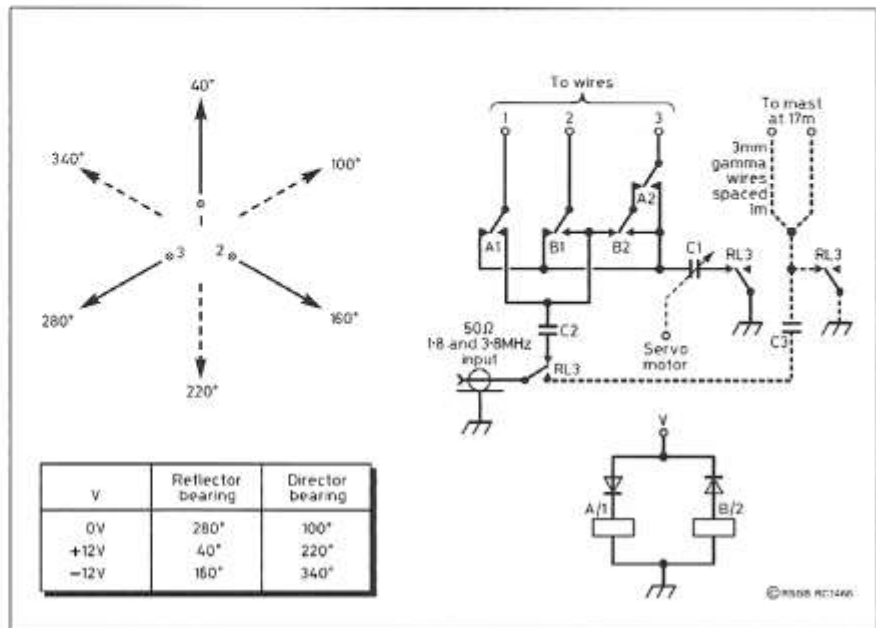 40°
340°
100°
3
2
280°
160°
220°
To wires
1
2
3
To mast
at 17m
3mm
gamma
wires
spaced
1m
A2
A1
B1
B2
C1
RL3
RL3
C2
C3
50Ω
1·8 and 3·8MHz
input
RL3
Servo
motor
V
A/1
B/2
V
Reflector
bearing
Director
bearing
0V
280°
100°
+12V
40°
220°
−12V
160°
340°
©RSGB RC1466